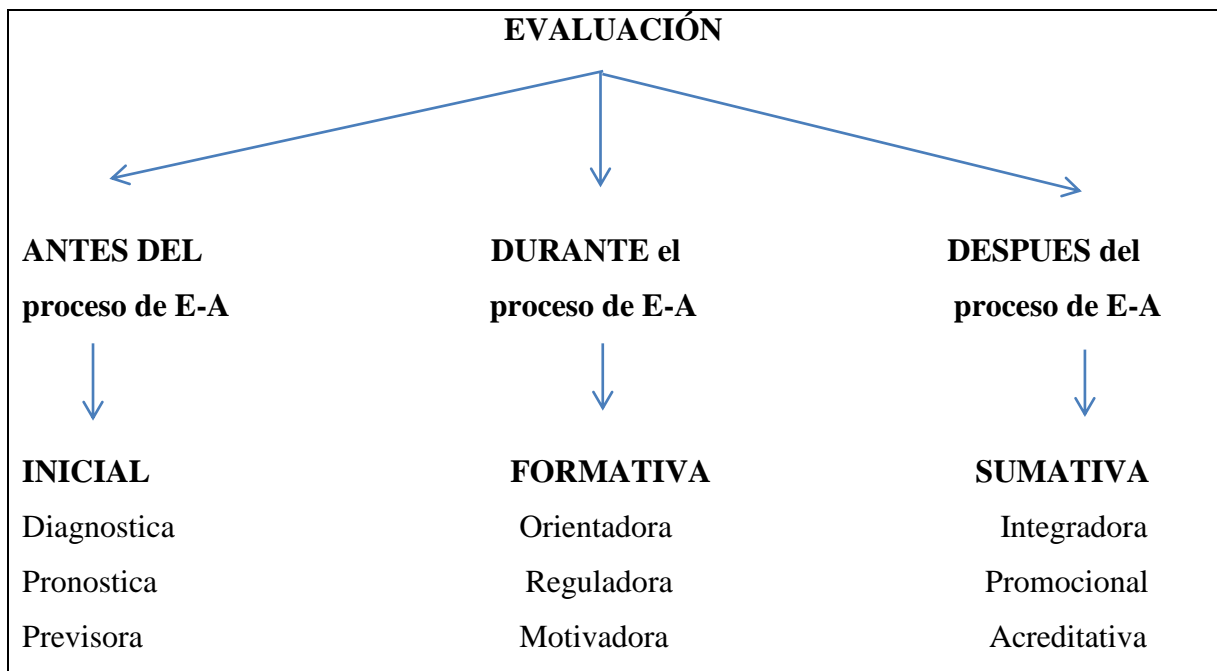 EVALUACIÓN
ANTES DEL
proceso de E-A
DURANTE el
proceso de E-A
DESPUES del
proceso de E-A
INICIAL
Diagnostica
Pronostica
Previsora
FORMATIVA
Orientadora
Reguladora
Motivadora
SUMATIVA
Integradora
Promocional
Acreditativa